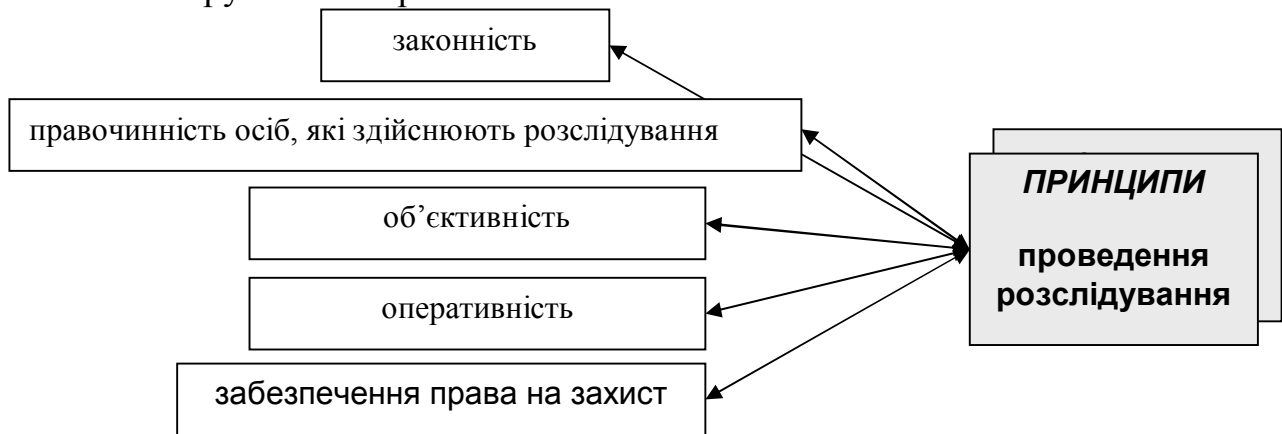 законність
правочинність осіб, які здійснюють розслідування
об’єктивність
оперативність
забезпечення права на захист
ПРИНЦИПИ
проведення
розслідування